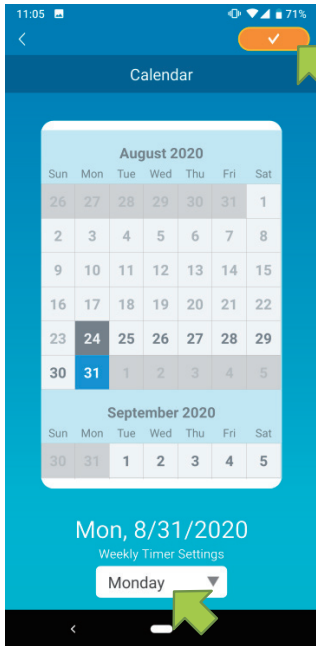 11:05 71%
Calendar
August 2020
Sun Mon Tue Wed Thu Fri Sat
26 27 28 29 30 31 1
2 3 4 5 6 7 8
9 10 11 12 13 14 15
16 17 18 19 20 21 22
23 24 25 26 27 28 29
30 31 1 2 3 4 5
September 2020
Sun Mon Tue Wed Thu Fri Sat
30 31 1 2 3 4 5
Mon, 8/31/2020
Weekly Timer Settings
Monday